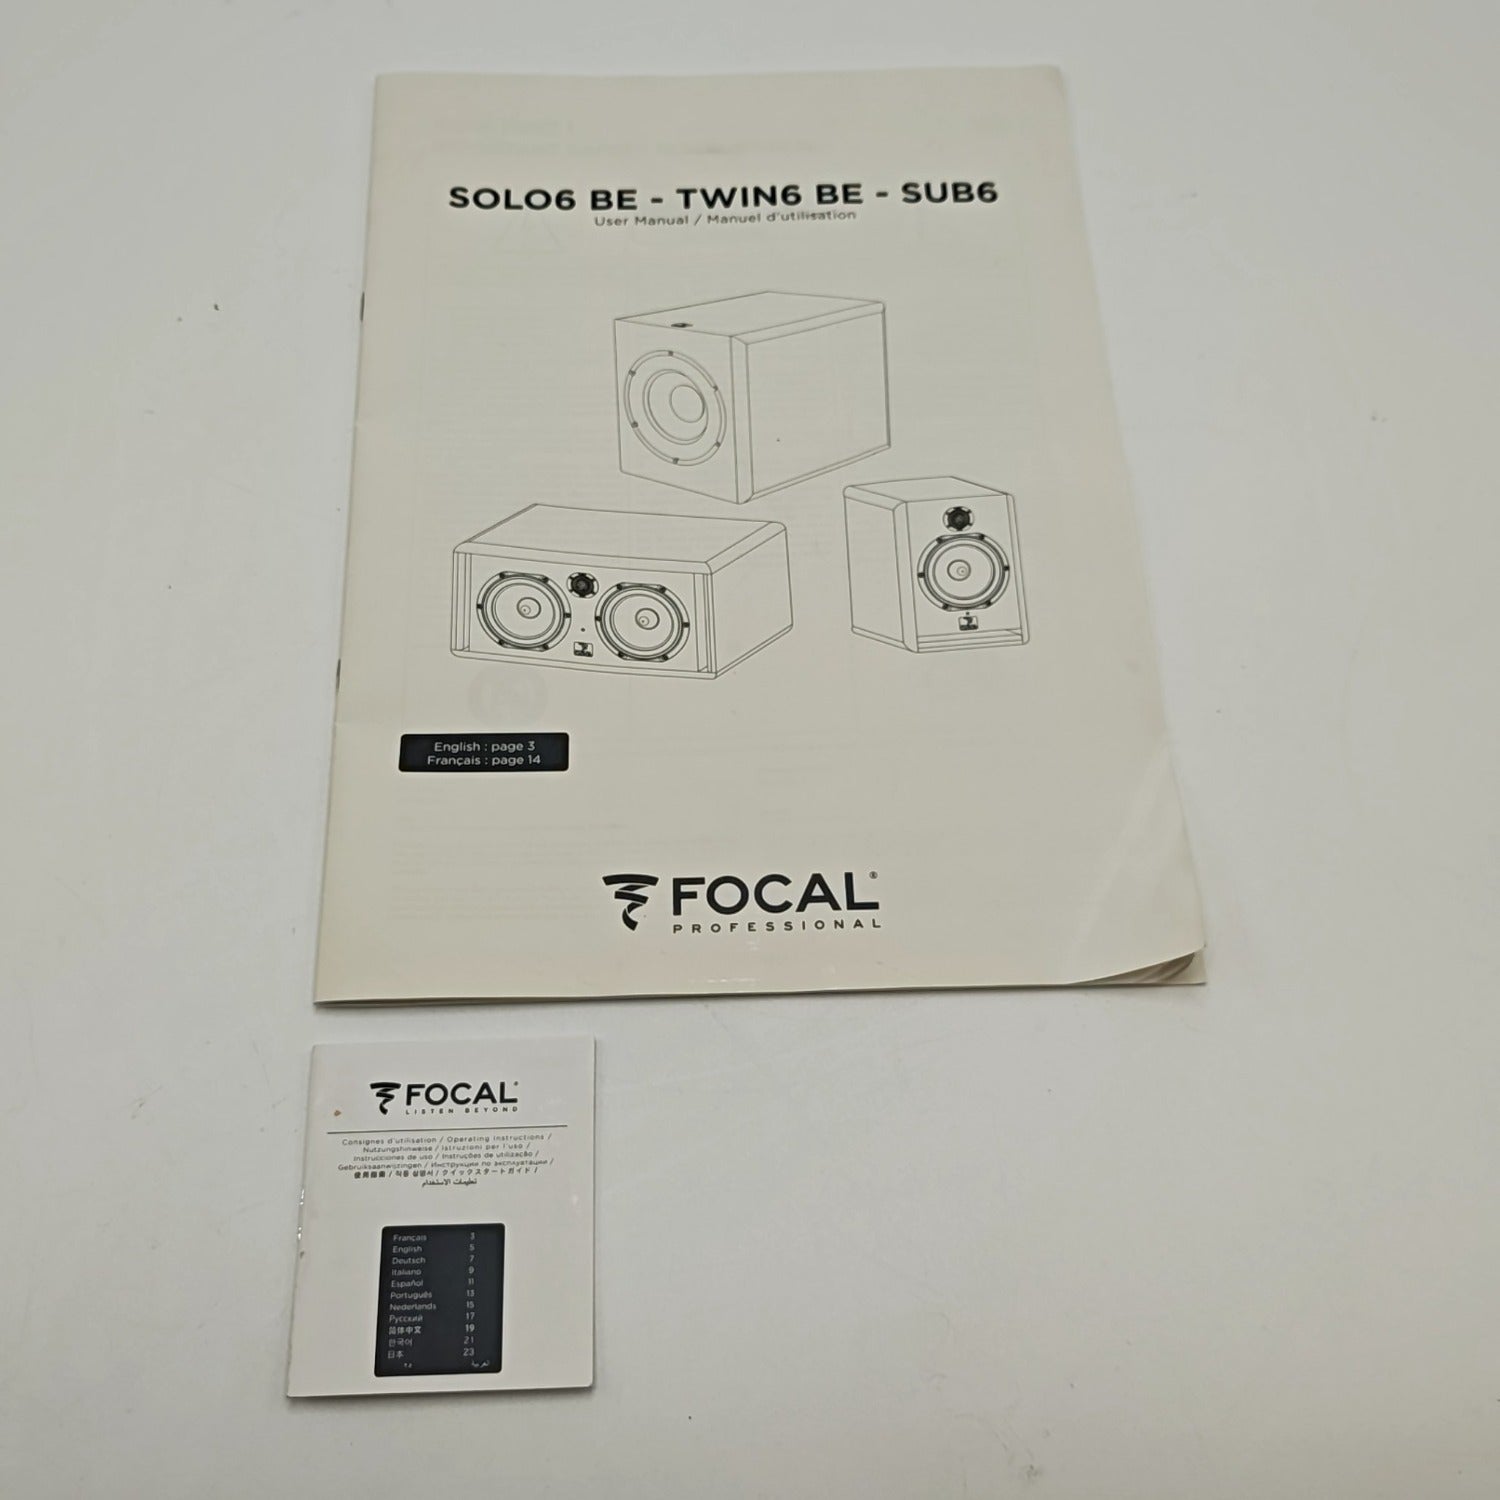 SOLO6 BE - TWIN6 BE - SUB6
User Manual / Manuel d'utilisation
English : page 3
Français : page 14
FOCAL®
PROFESSIONAL
FOCAL®
LISTEN BEYOND
Consignes d'utilisation / Operating Instructions /
Nutzungshinweise / Istruzioni per l'uso /
Instrucciones de uso / Instruções de utilização /
Gebruiksaanwijzingen / Инструкции по эксплуатации /
使用指南 / 작동 설명서 / クイックスタートガイド /
تعليمات الاستخدام
Français 3
English 5
Deutsch 7
Italiano 9
Español 11
Português 13
Nederlands 15
Русский 17
简体中文 19
한국어 21
日本 23
العربية ٢٥